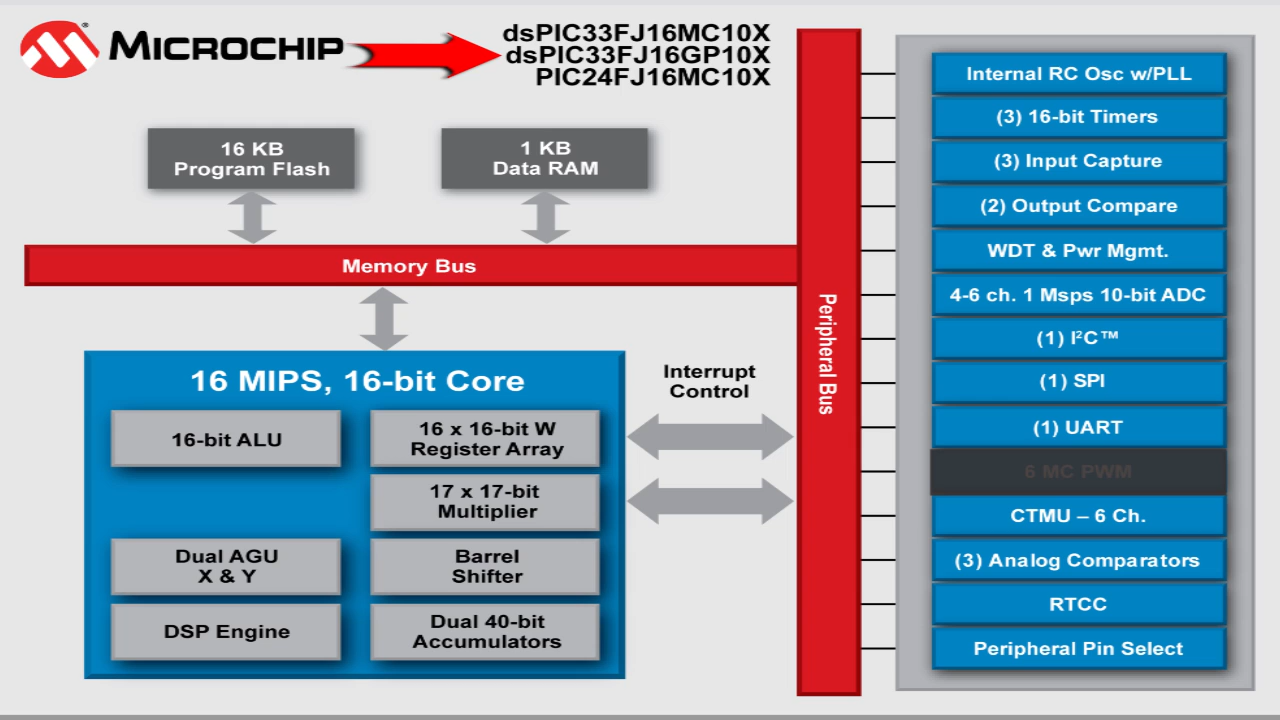 MICROCHIP
dsPIC33FJ16MC10X
dsPIC33FJ16GP10X
PIC24FJ16MC10X
16 KB
Program Flash
1 KB
Data RAM
Memory Bus
Peripheral Bus
16 MIPS, 16-bit Core
16-bit ALU
16 x 16-bit W
Register Array
17 x 17-bit
Multiplier
Dual AGU
X & Y
Barrel
Shifter
DSP Engine
Dual 40-bit
Accumulators
Interrupt
Control
Internal RC Osc w/PLL
(3) 16-bit Timers
(3) Input Capture
(2) Output Compare
WDT & Pwr Mgmt.
4-6 ch. 1 Msps 10-bit ADC
(1) I²C™
(1) SPI
(1) UART
6 MC PWM
CTMU – 6 Ch.
(3) Analog Comparators
RTCC
Peripheral Pin Select